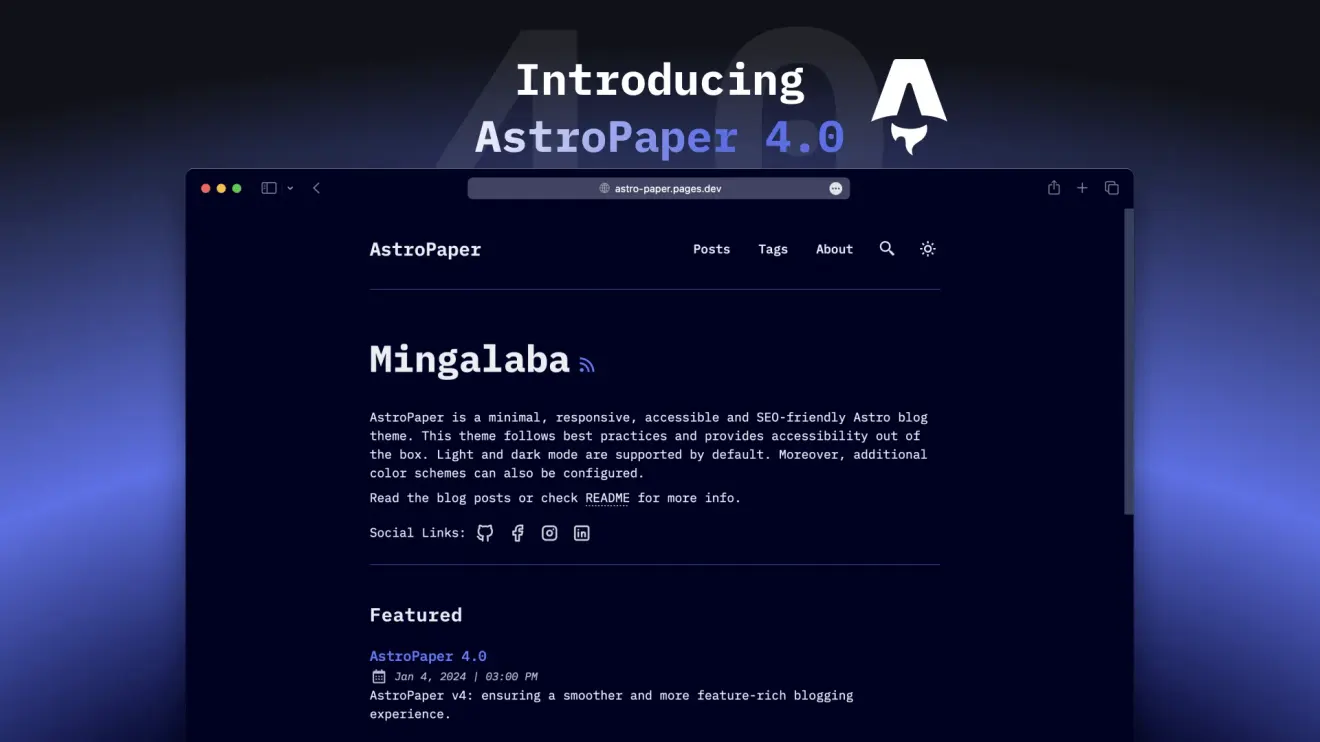 4.0
Introducing
AstroPaper 4.0
astro-paper.pages.dev
AstroPaper
Posts Tags About
Mingalaba
AstroPaper is a minimal, responsive, accessible and SEO-friendly Astro blog
theme. This theme follows best practices and provides accessibility out of
the box. Light and dark mode are supported by default. Moreover, additional
color schemes can also be configured.
Read the blog posts or check README for more info.
Social Links:
Featured
AstroPaper 4.0
Jan 4, 2024 | 03:00 PM
AstroPaper v4: ensuring a smoother and more feature-rich blogging
experience.